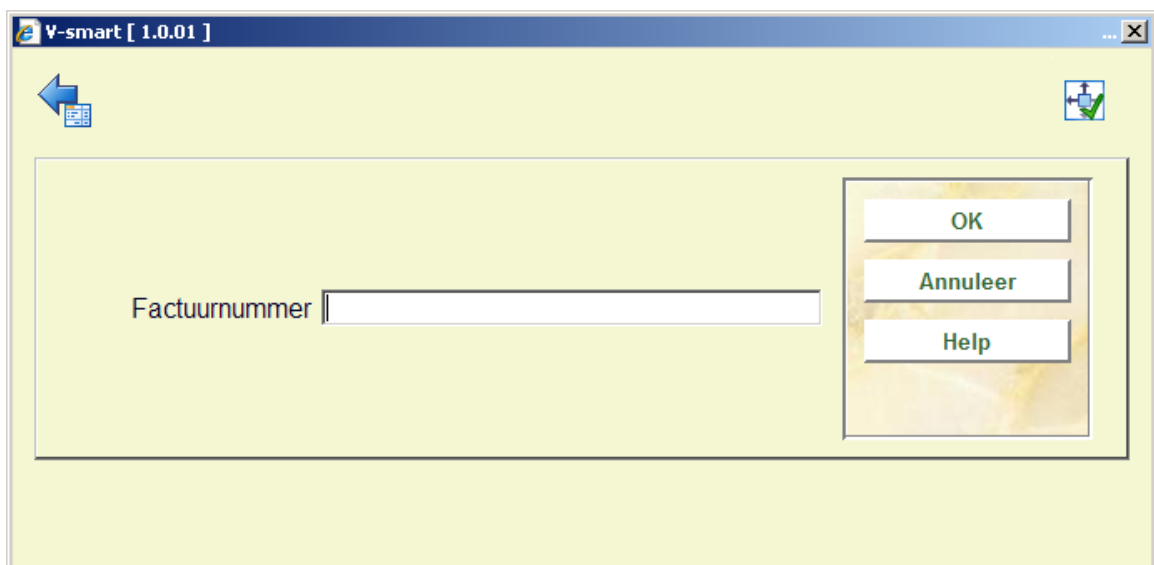 V-smart [ 1.0.01 ] ...
OK
Annuleer
Factuurnummer
Help